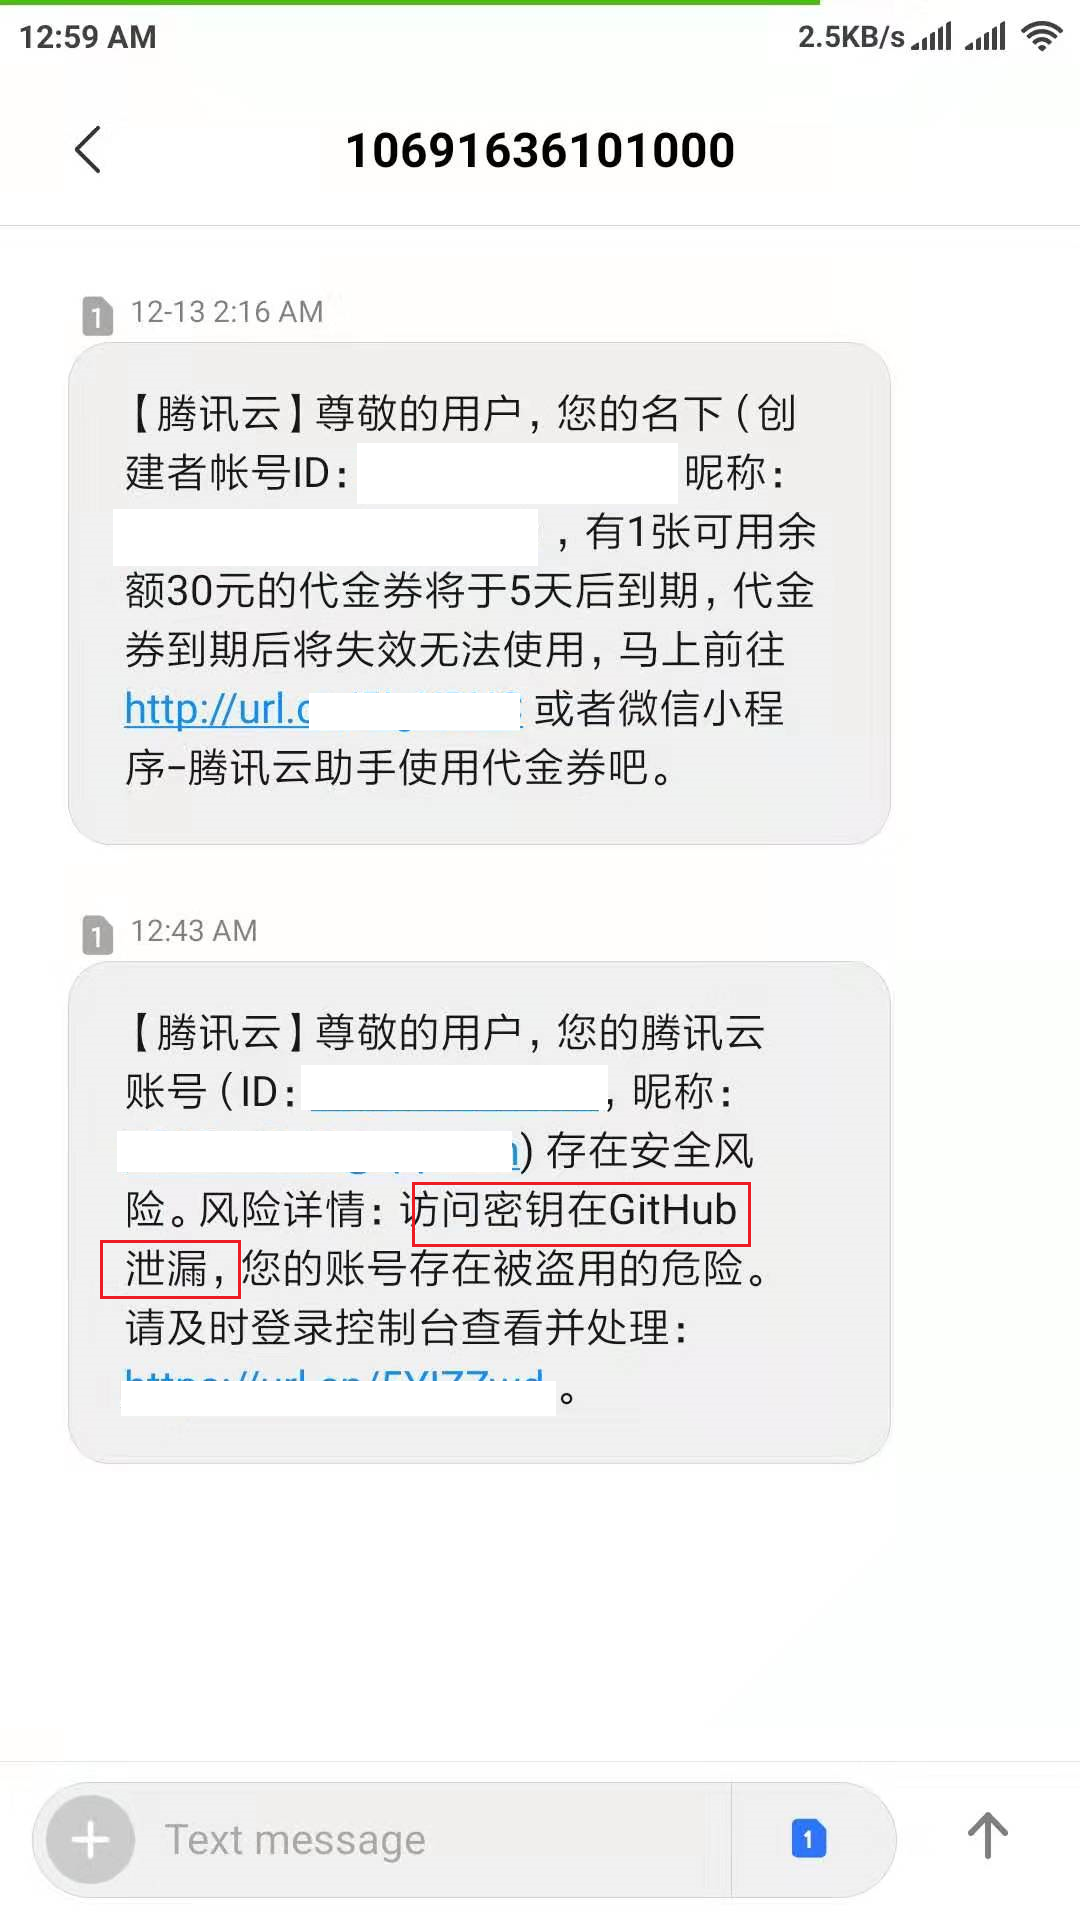 12:59 AM
2.5KB/s
10691636101000
1
12-13 2:16 AM
【腾讯云】尊敬的用户,您的名下(创
建者帐号ID: 昵称:
,有1张可用余
额30元的代金券将于5天后到期,代金
券到期后将失效无法使用,马上前往
http://url.c 或者微信小程
序-腾讯云助手使用代金券吧。
1
12:43 AM
【腾讯云】尊敬的用户,您的腾讯云
账号(ID: , 昵称:
) 存在安全风
险。风险详情: 访问密钥在GitHub
泄漏,您的账号存在被盗用的危险。
请及时登录控制台查看并处理:
。
Text message
1